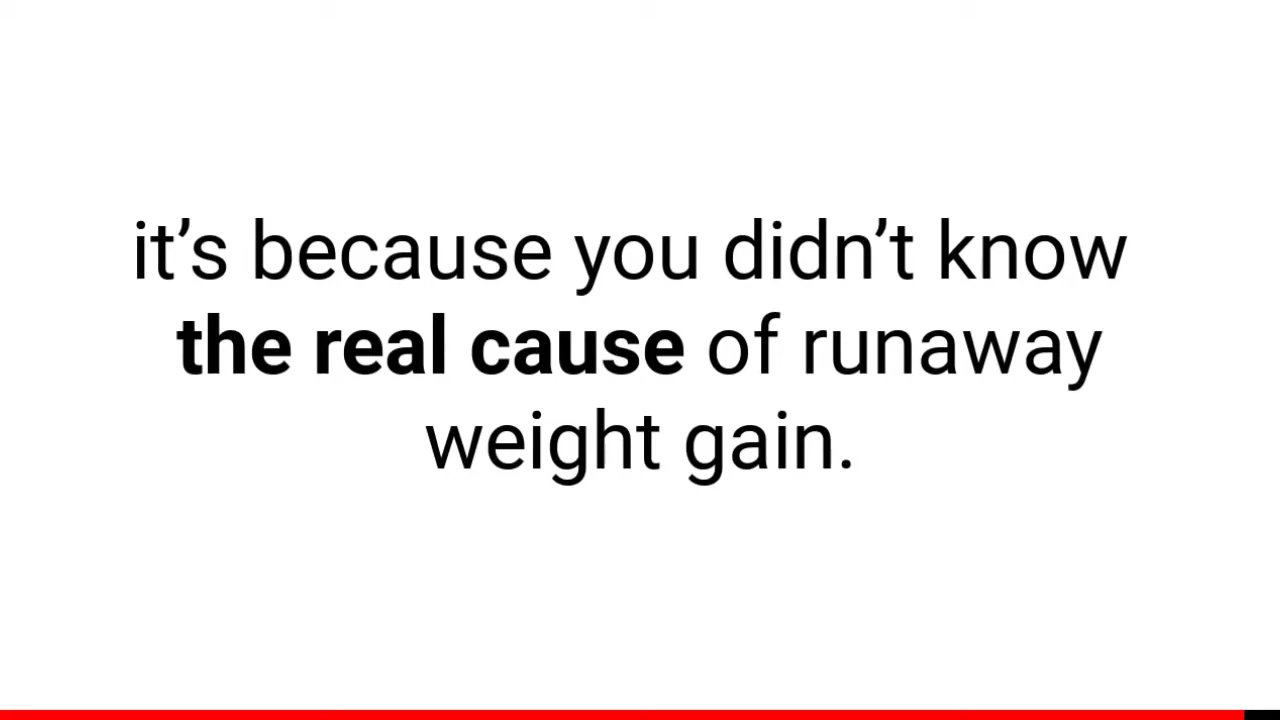 it’s because you didn’t know
the real cause of runaway
weight gain.